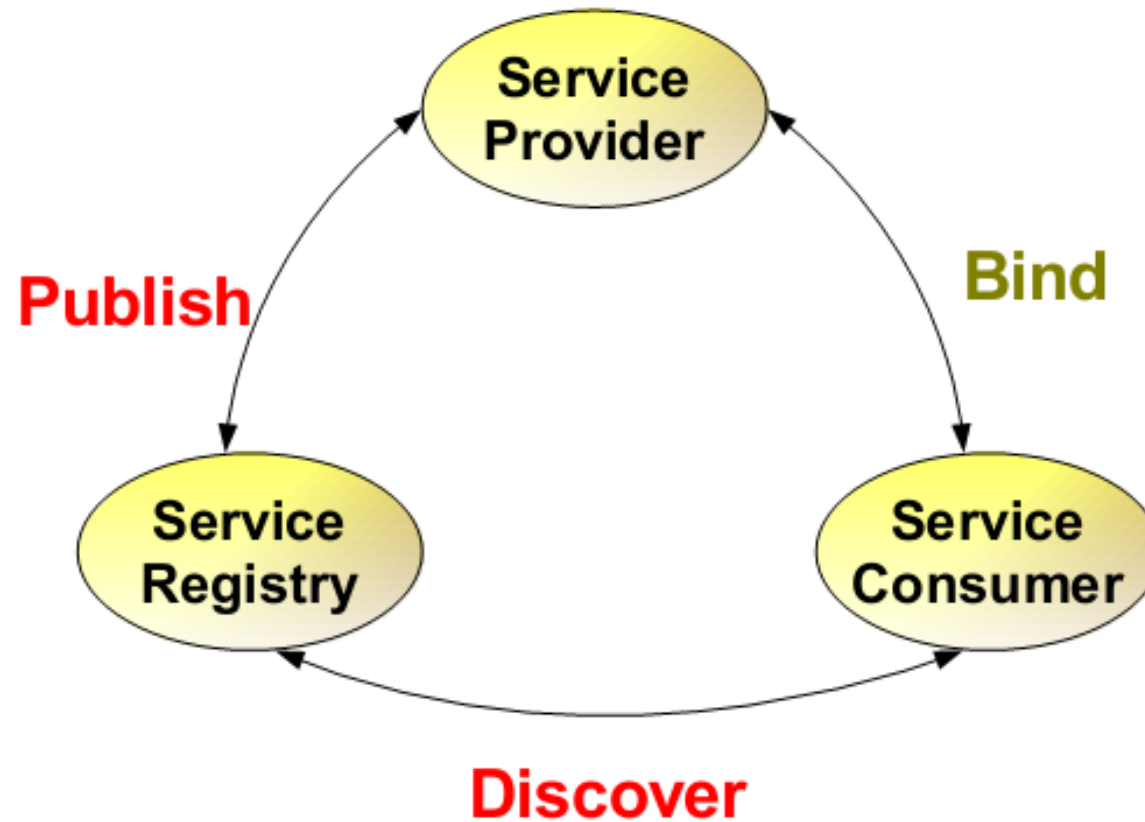 Service
Provider
Publish
Bind
Service
Registry
Service
Consumer
Discover